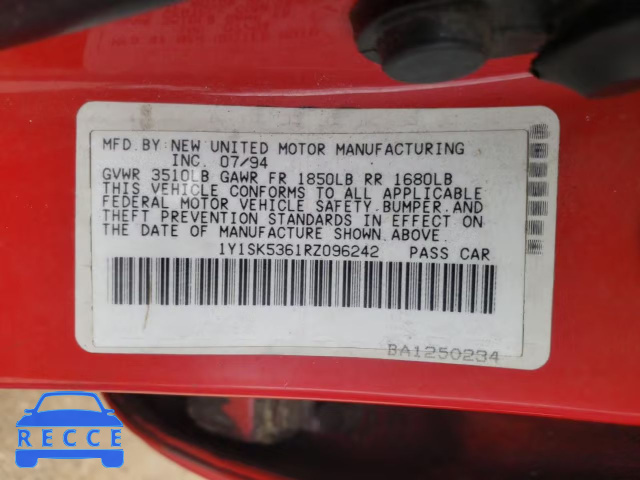 MFD.BY:NEW UNITED MOTOR MANUFACTURING
INC. 07/94
GVWR 3510LB GAWR FR 1850LB RR 1680LB
THIS VEHICLE CONFORMS TO ALL APPLICABLE
FEDERAL MOTOR VEHICLE SAFETY.BUMPER.AND
THEFT PREVENTION STANDARDS IN EFFECT ON
THE DATE OF MANUFACTURE SHOWN ABOVE.
1Y1SK5361RZ096242 PASS CAR
BA1250234
RECCE